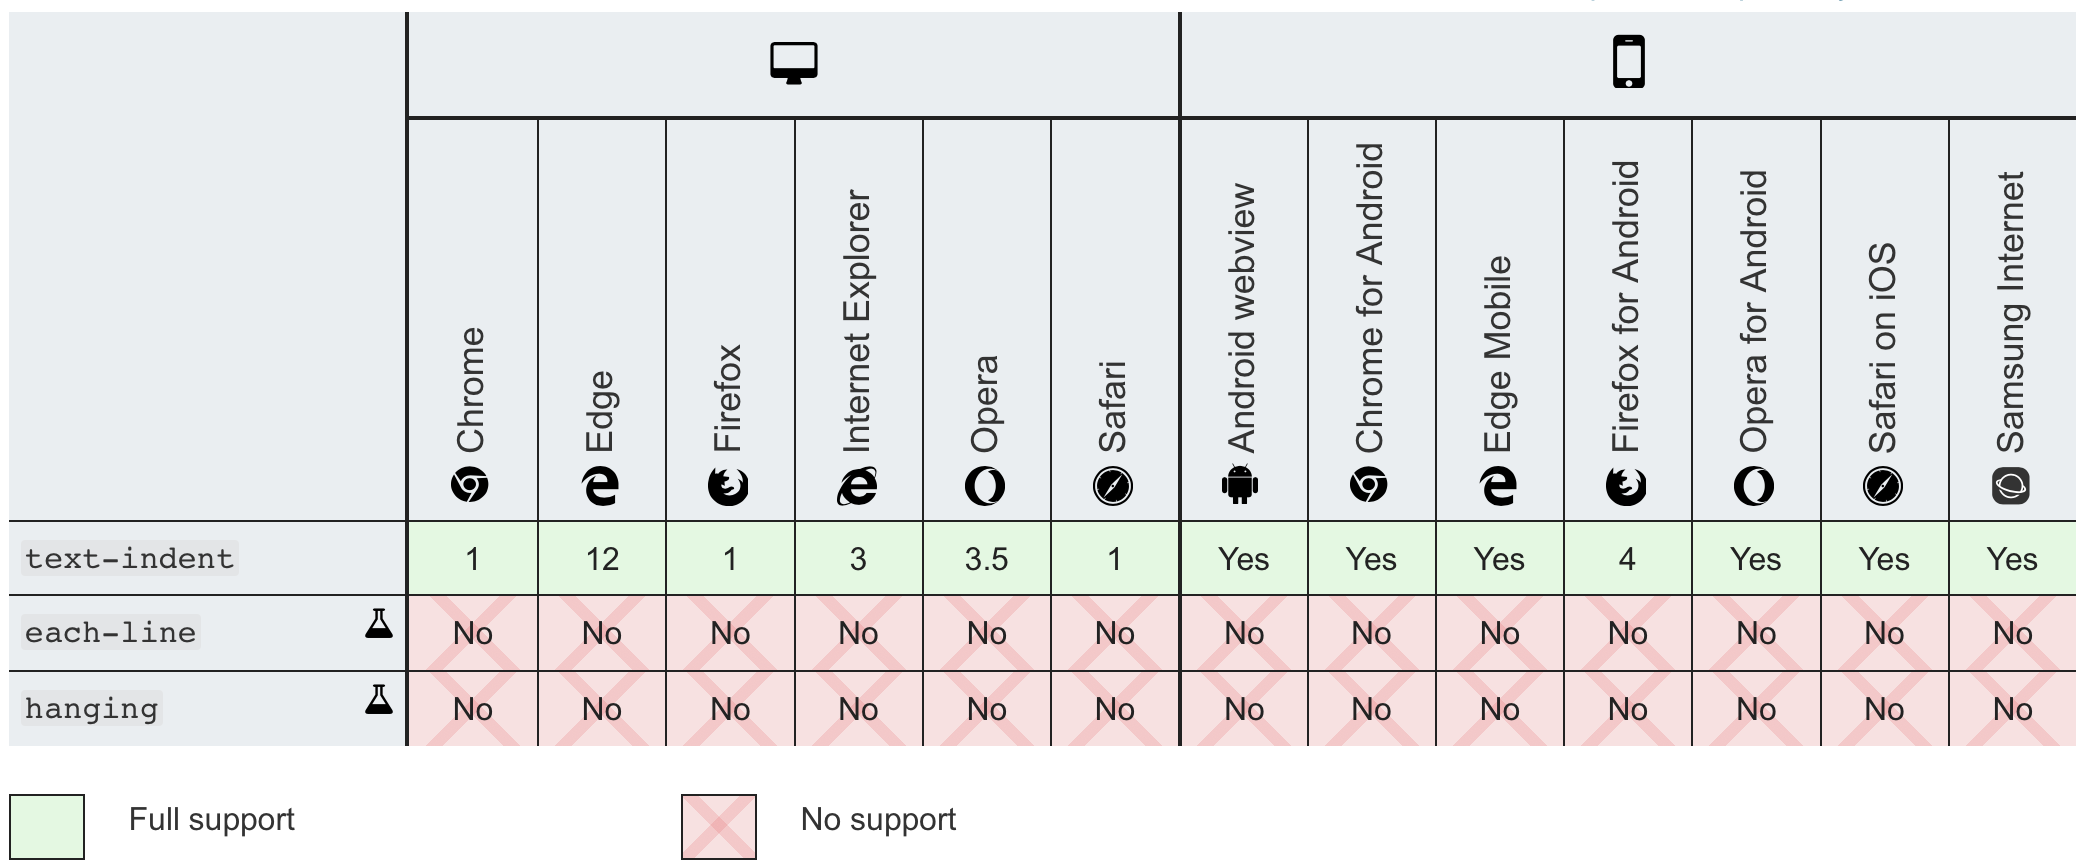 Chrome
Edge
Firefox
Internet Explorer
Opera
Safari
Android webview
Chrome for Android
Edge Mobile
Firefox for Android
Opera for Android
Safari on iOS
Samsung Internet
text-indent 1 12 1 3 3.5 1 Yes Yes Yes 4 Yes Yes Yes
each-line No No No No No No No No No No No No No
hanging No No No No No No No No No No No No No
Full support No support